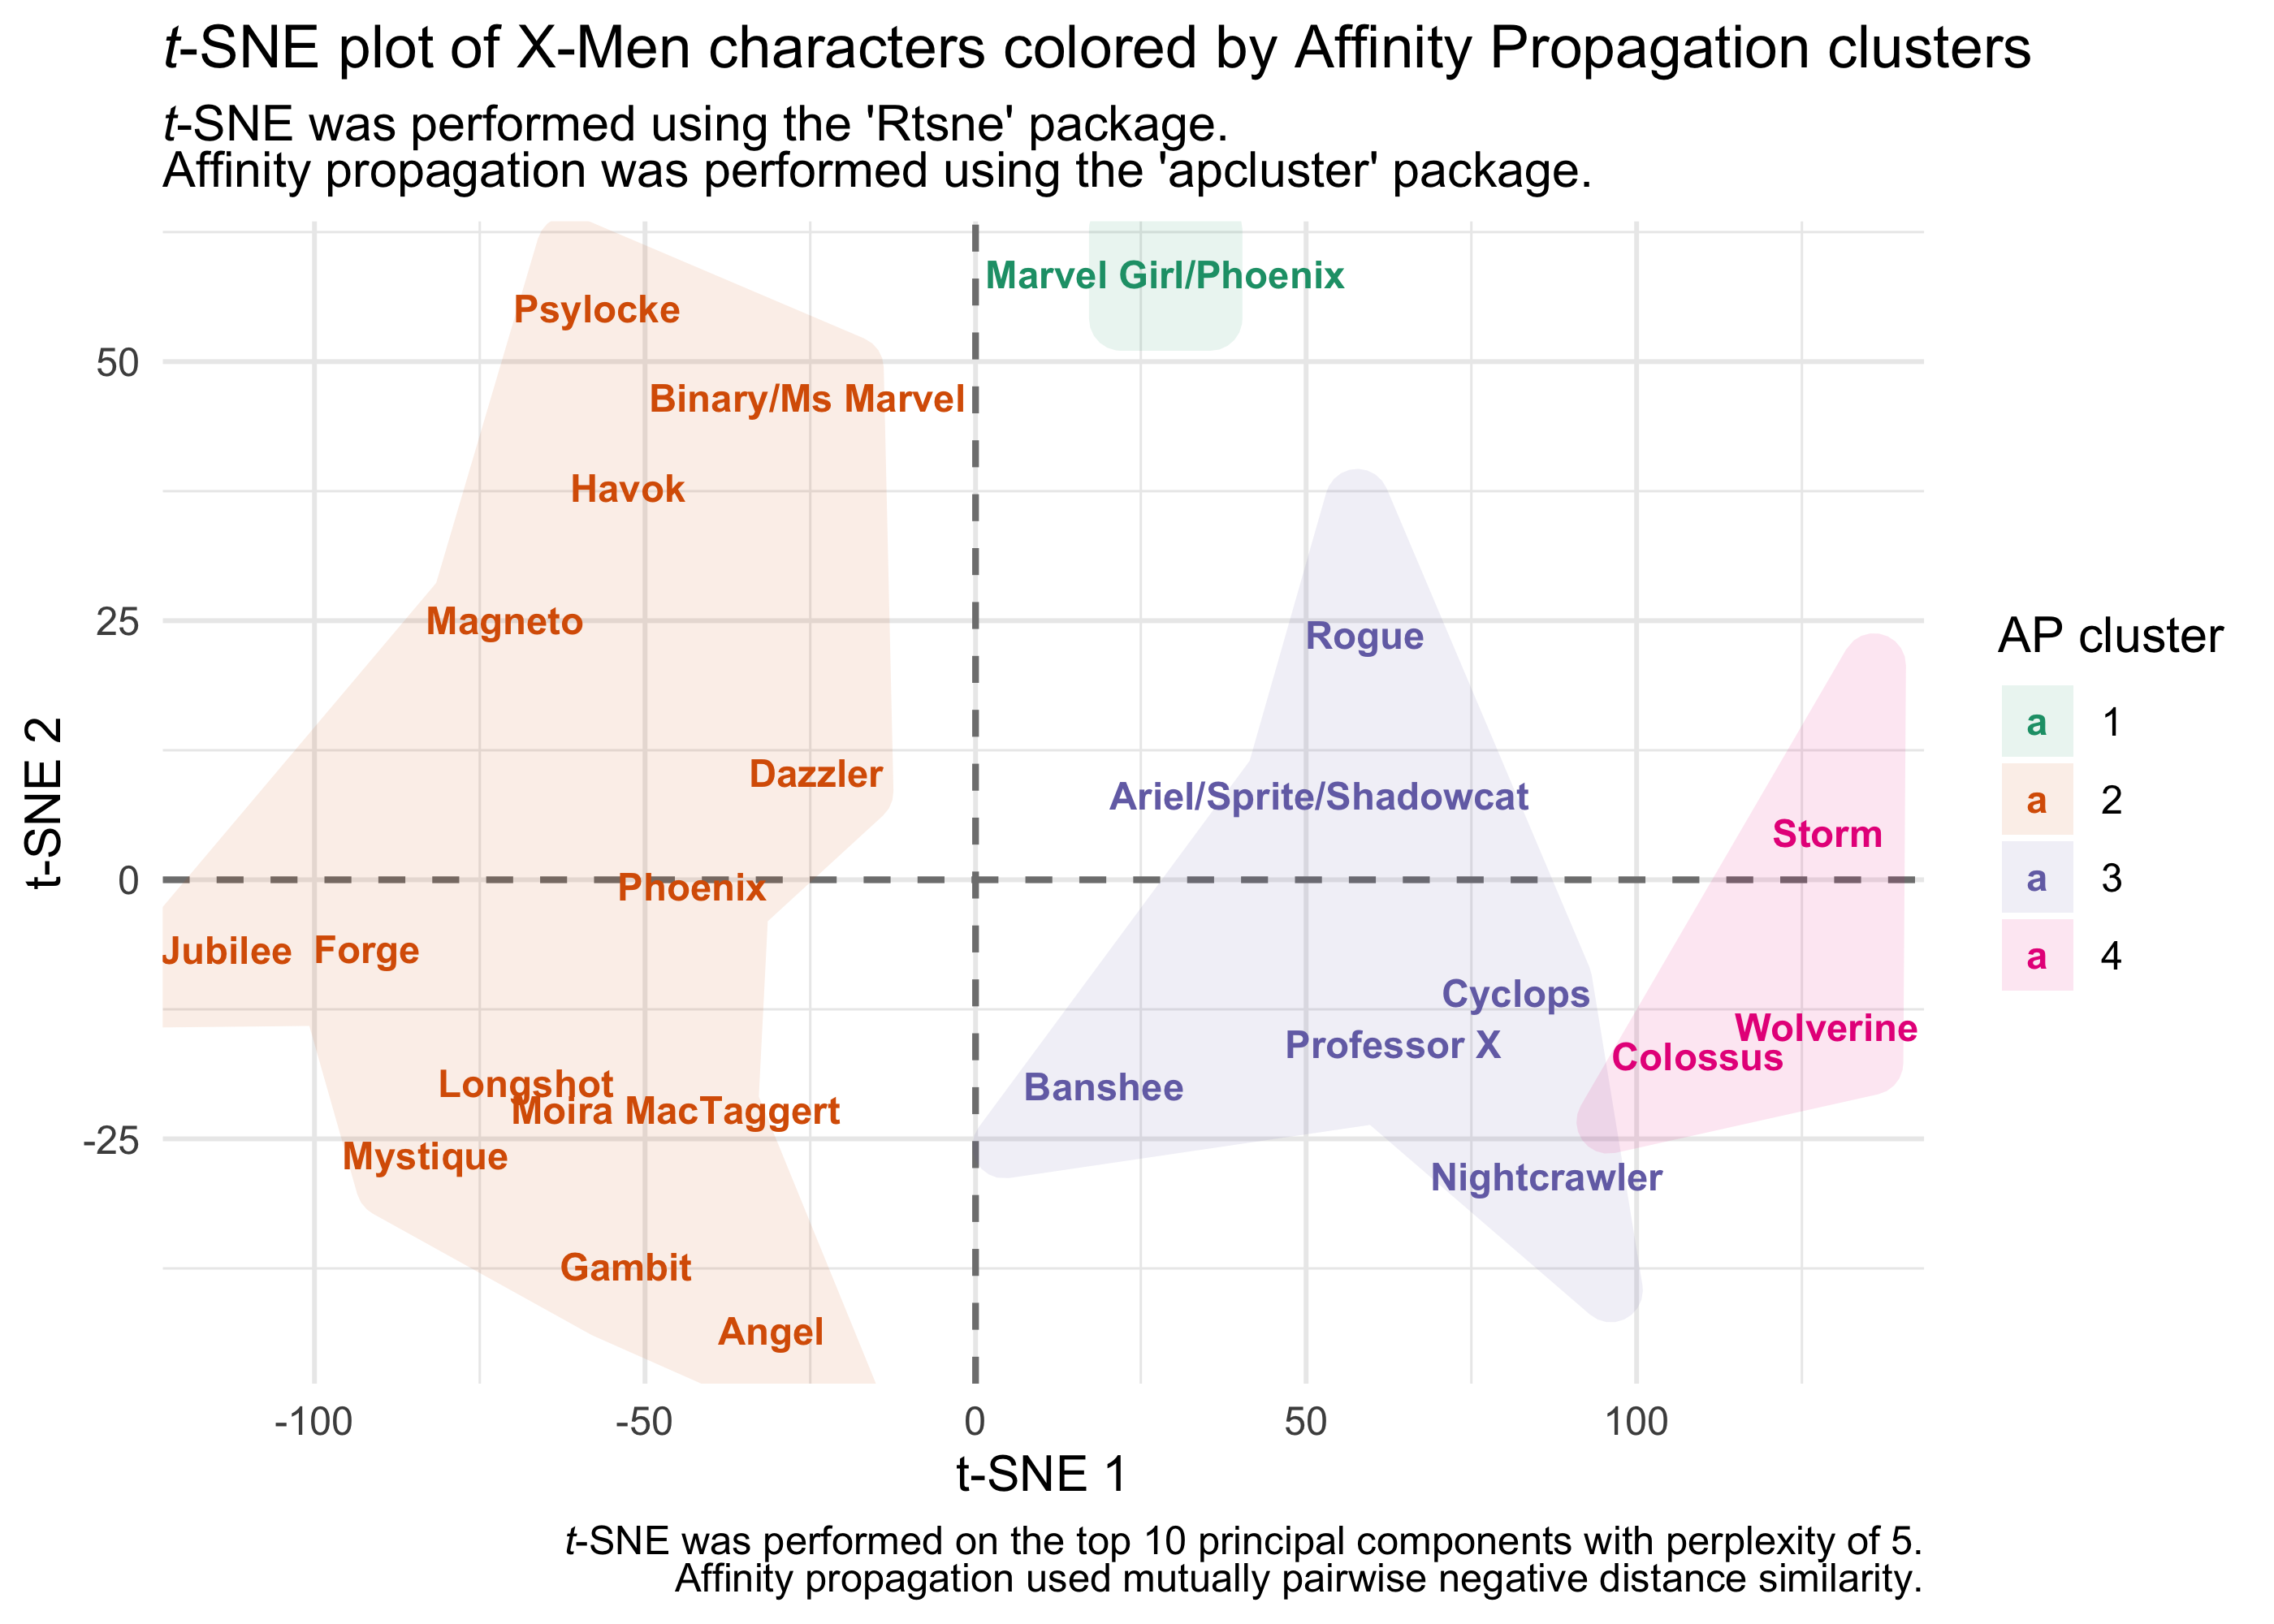 t-SNE plot of X-Men characters colored by Affinity Propagation clusters
t-SNE was performed using the 'Rtsne' package.
Affinity propagation was performed using the 'apcluster' package.
Marvel Girl/Phoenix
Psylocke
50
Binary/Ms Marvel
Havok
25
Magneto
Rogue
AP cluster
a 1
a 2
a 3
a 4
Dazzler
Ariel/Sprite/Shadowcat
Storm
t-SNE 2
0
Phoenix
Jubilee Forge
Cyclops
Wolverine
Professor X
Colossus
Longshot
Banshee
Moira MacTaggert
-25
Mystique
Nightcrawler
Gambit
Angel
-100 -50 0 50 100
t-SNE 1
t-SNE was performed on the top 10 principal components with perplexity of 5.
Affinity propagation used mutually pairwise negative distance similarity.